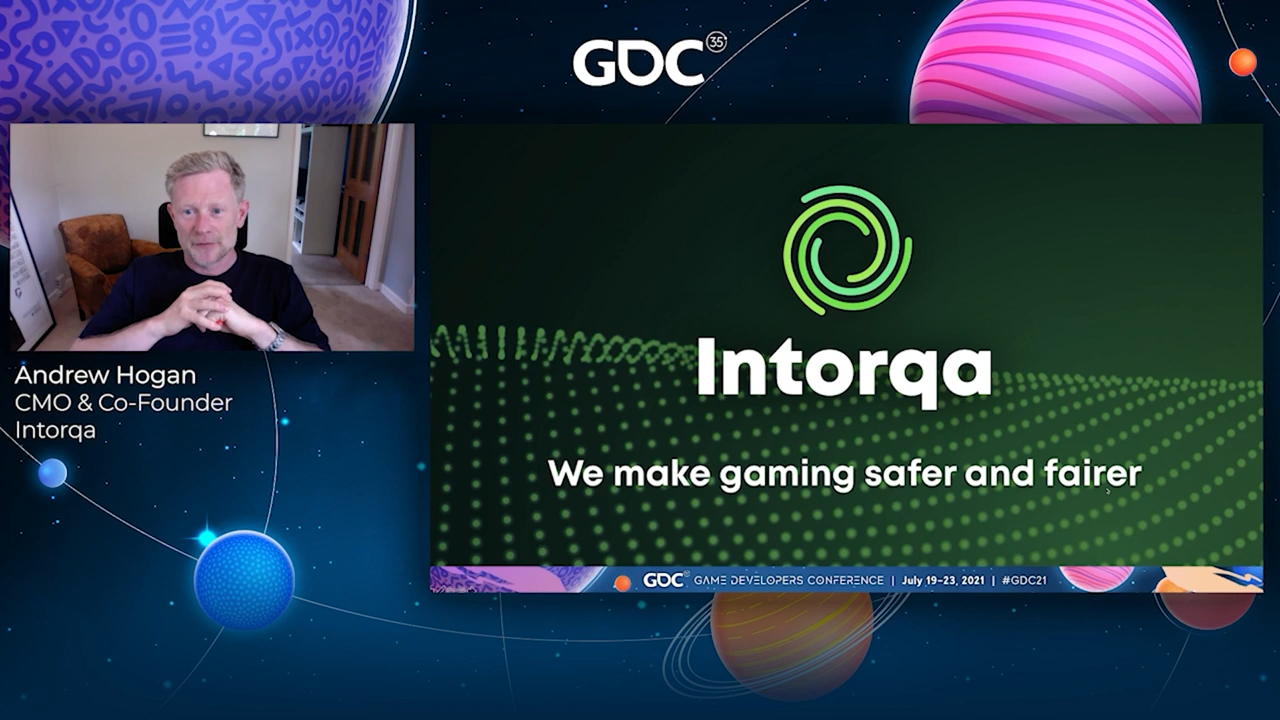 GDC 35
Andrew Hogan
CMO & Co-Founder
Intorqa
Intorqa
We make gaming safer and fairer
GDC GAME DEVELOPERS CONFERENCE | July 19-23, 2021 | #GDC21